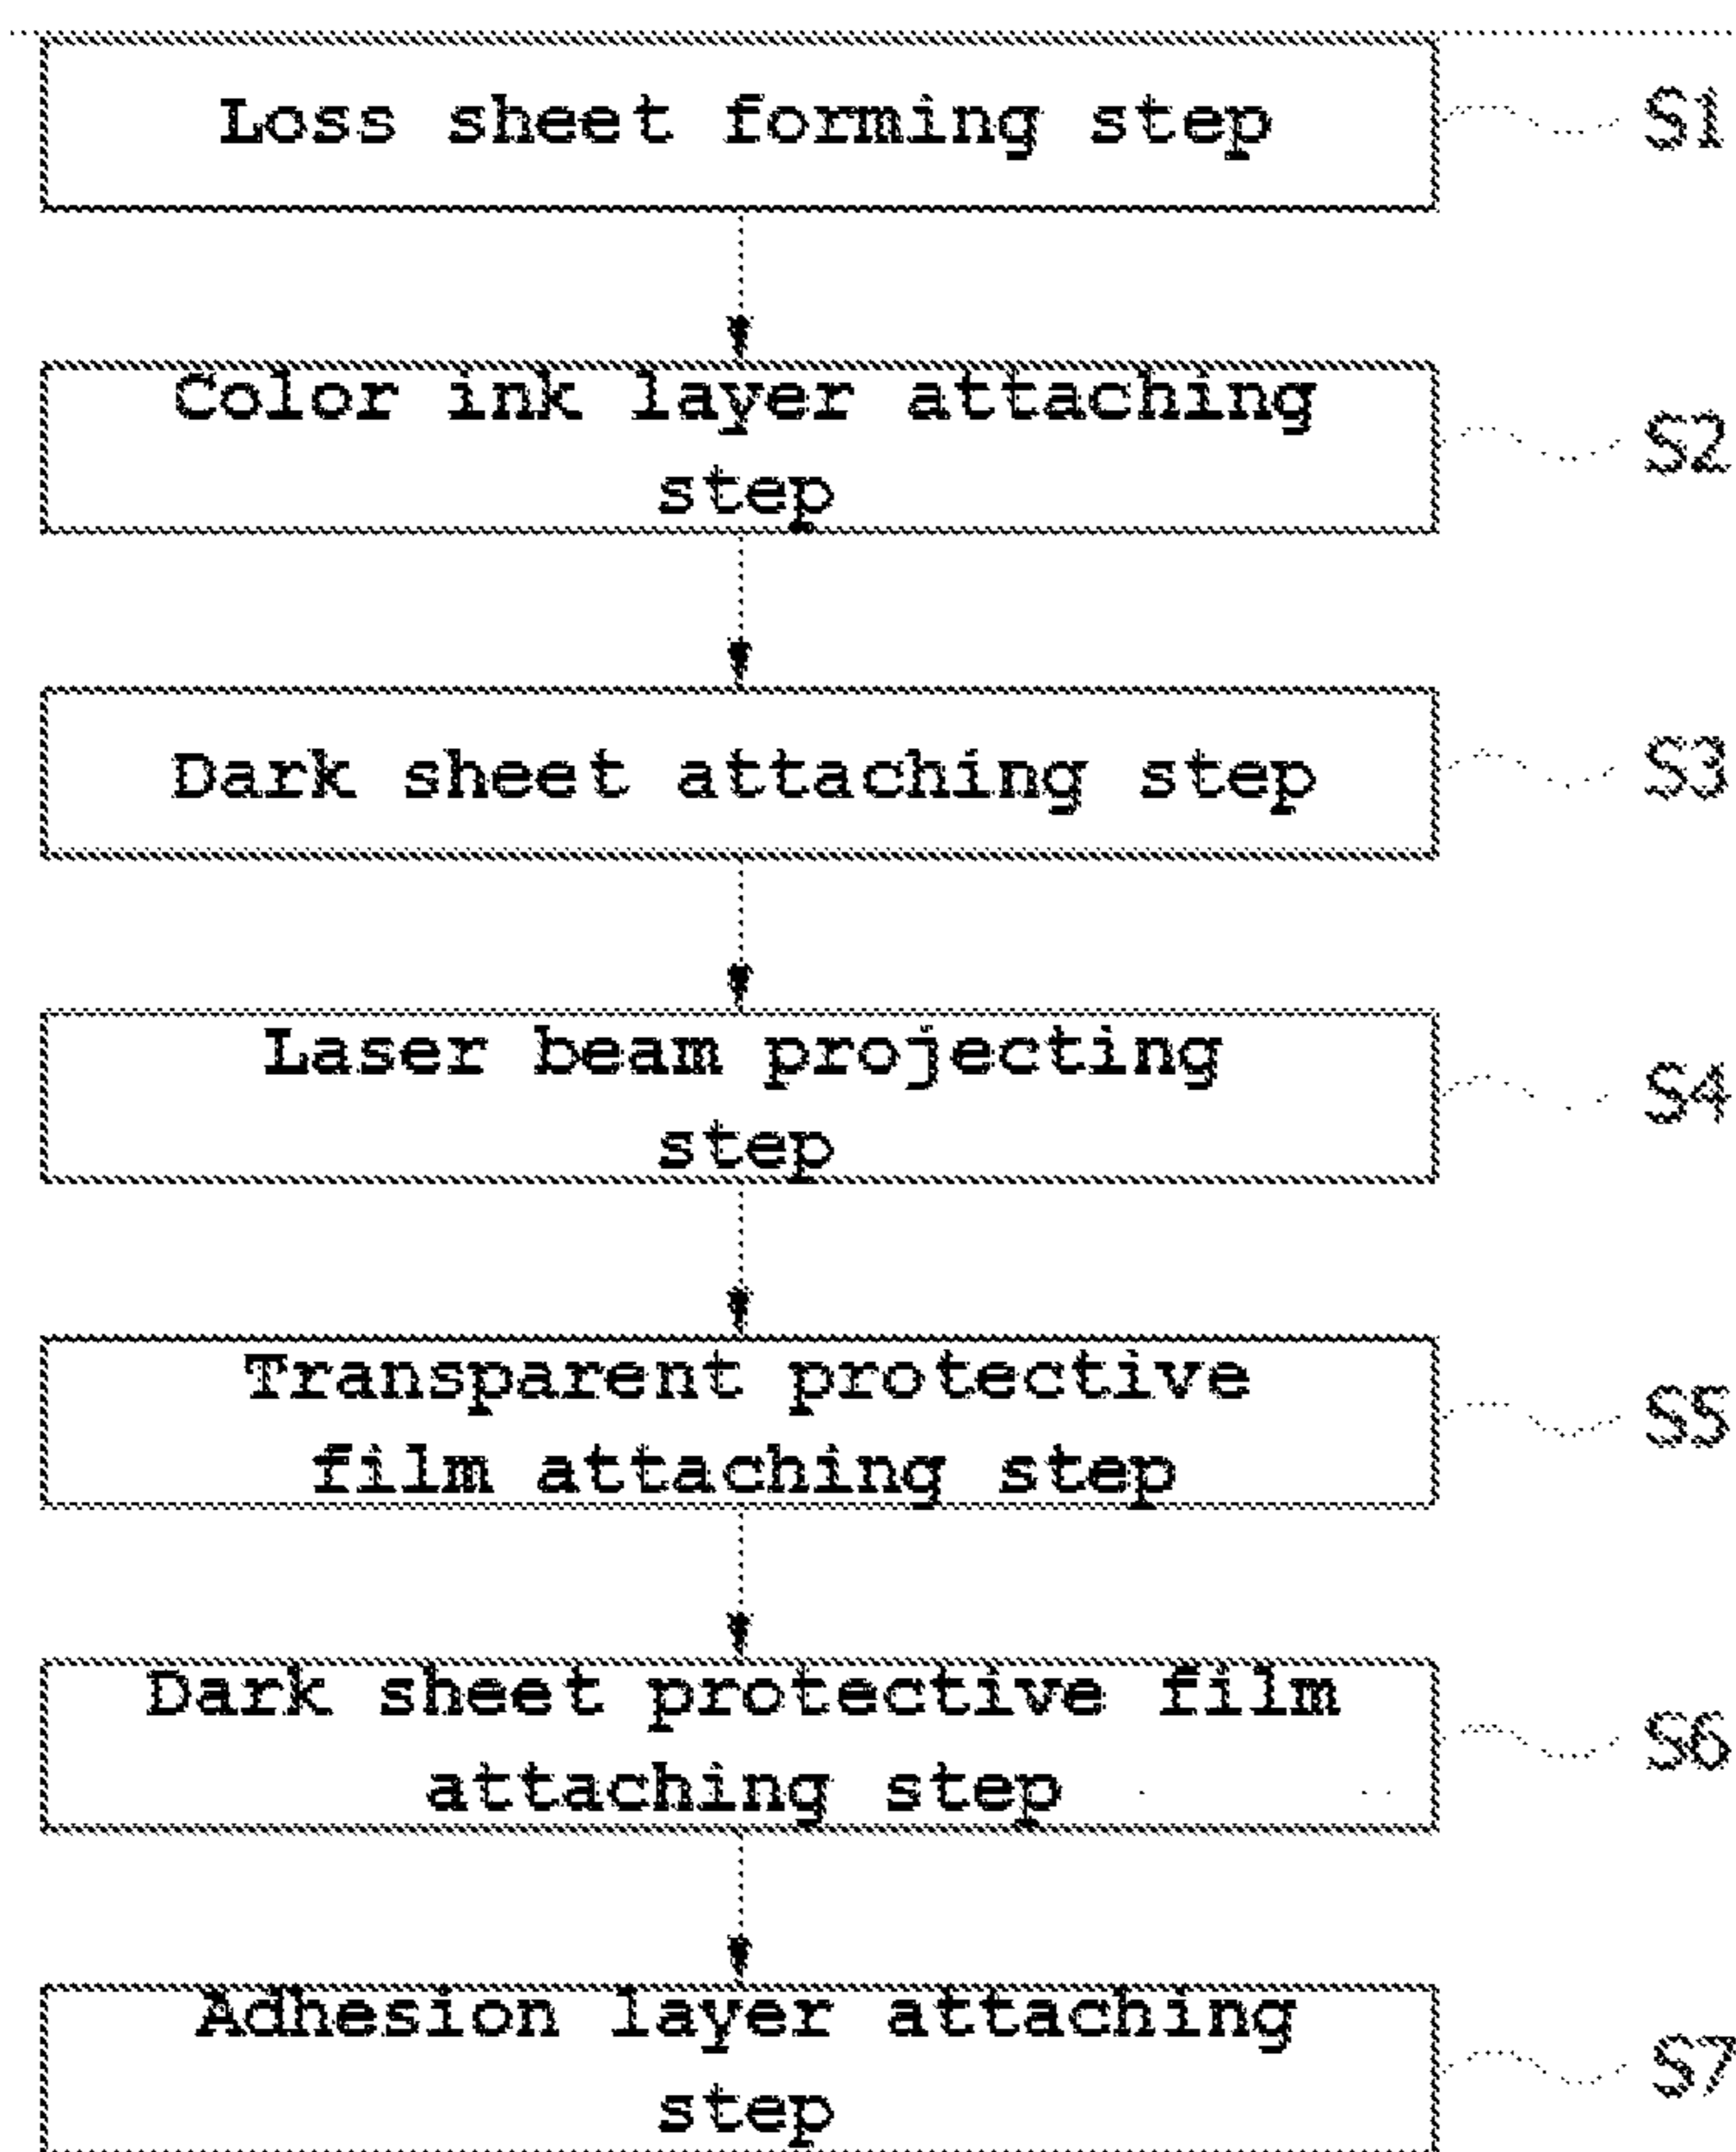 Loss sheet forming step
S1
Color ink layer attaching
step
S2
Dark sheet attaching step
S3
Laser beam projecting
step
S4
Transparent protective
film attaching step
S5
Dark sheet protective film
attaching step
S6
Adhesion layer attaching
step
S7